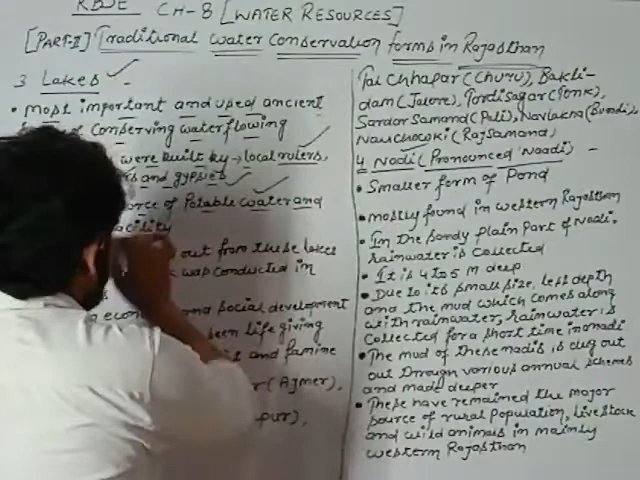 RBSE CH-8 [WATER RESOURCES]
[PART-II] Traditional water Conservation forms in Rajasthan
3 Lakes -
• most important and used ancient
of Conserving water flowing
were built by → local rulers,
and gypsies
of Potable water and
out from these lakes
was conducted in
and social development
been life giving
and famine
(Ajmer),
Tal Chhapar (Churu), Bakli-
dam (Jalore), Tordisagar (Tonk),
Sardar Samand (Pali), Navlakha (Bundi),
Nauchowki (Rajsamand)
4 Nadi (Pronounced Naadi) -
• Smaller form of Pond
• mostly found in western Rajasthan
• In the sandy plain Part of Nadi,
rainwater is collected
• It is 4 to 5 m deep
• Due to its small size, less depth
and the mud which comes along
with rainwater, rainwater is
collected for a short time in nadi
• The mud of these nadis is dug out
out through various annual schemes
and made deeper
• These have remained the major
source of rural population, livestock
and wild animals in mainly
western Rajasthan